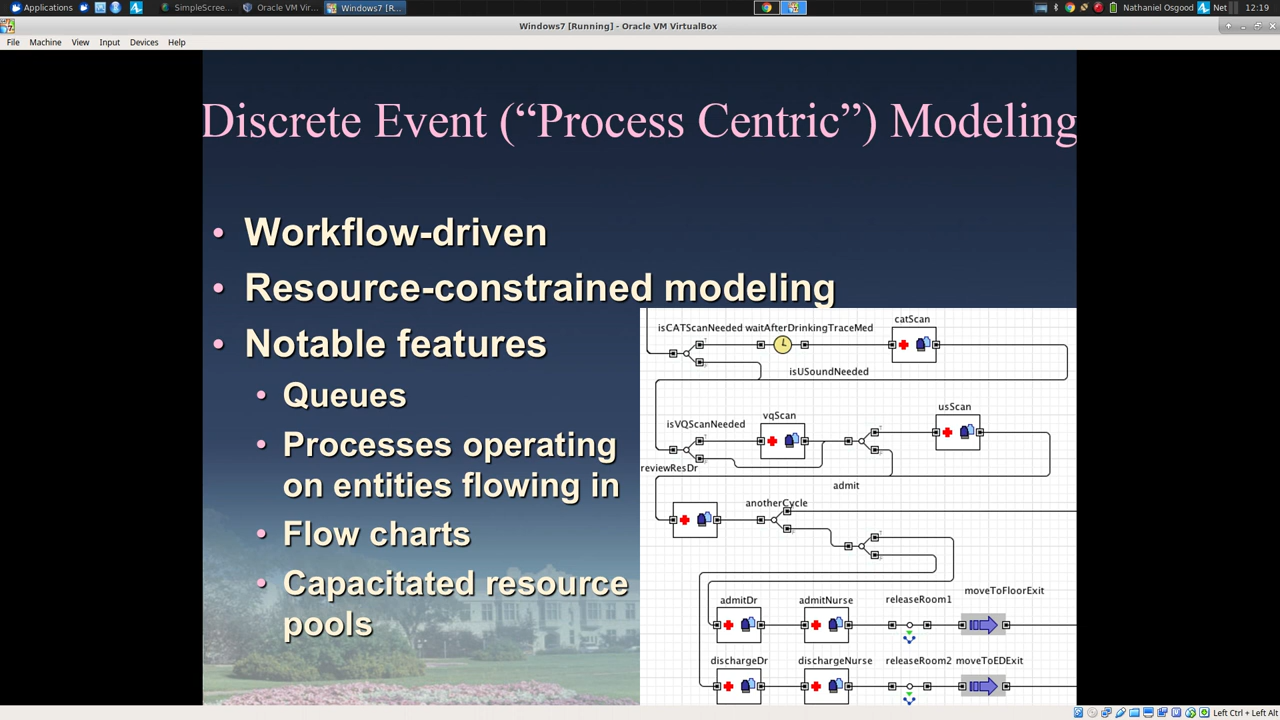 Applications
SimpleScree...
Oracle VM Vir...
Windows7 [R...
Nathaniel Osgood
Net
12:19
Windows7 [Running] - Oracle VM VirtualBox
File Machine View Input Devices Help
Discrete Event (“Process Centric”) Modeling
• Workflow-driven
• Resource-constrained modeling
• Notable features
• Queues
• Processes operating
on entities flowing in
• Flow charts
• Capacitated resource
pools
catScan
isCATScanNeeded waitAfterDrinkingTraceMed
isUSoundNeeded
usScan
vqScan
isVQScanNeeded
reviewResDr
admit
anotherCycle
moveToFloorExit
admitDr admitNurse releaseRoom1
dischargeDr dischargeNurse releaseRoom2 moveToEDExit
Left Ctrl + Left Alt